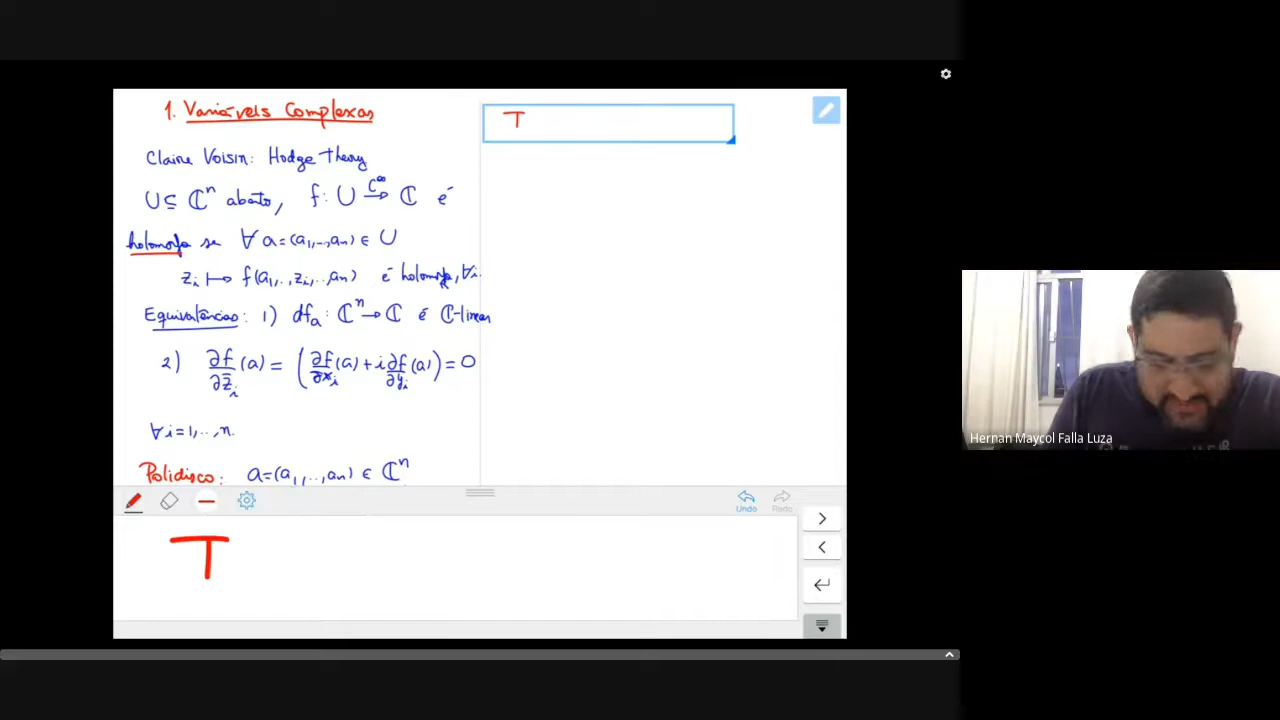 1. Variáveis Complexas
Claire Voisin: Hodge Theory
U ⊆ ℂⁿ aberto, f: U →^{C^∞} ℂ é
holomorfa se ∀ a=(a₁,...,aₙ) ∈ U
zᵢ ↦ f(a₁,..,zᵢ,..,aₙ) é holomorfa, ∀i.
Equivalências: 1) dfₐ: ℂⁿ → ℂ é ℂ-linear
2) ∂f/∂z̄ᵢ (a) = (∂f/∂xᵢ (a) + i ∂f/∂yᵢ (a)) = 0
∀ i=1,..,n.
Polidisco: a=(a₁,..,aₙ) ∈ ℂⁿ
T
Undo
Redo
T
Hernan Maycol Falla Luza